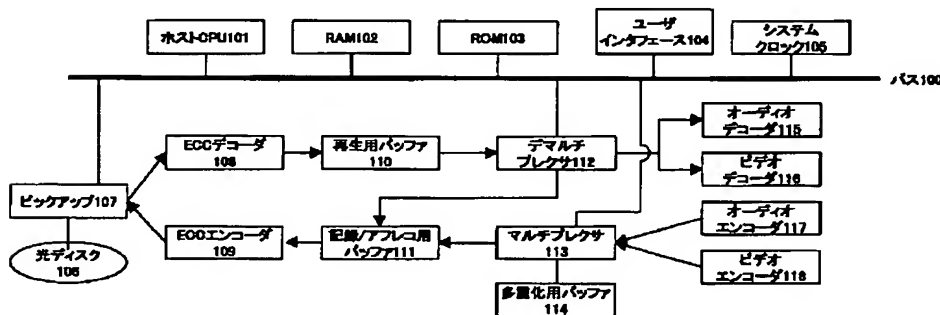 ホストCPU101
RAM102
ROM103
ユーザ
インタフェース104
システム
クロック105
バス100
ECCデコーダ
108
再生用バッファ
110
デマルチ
プレクサ112
オーディオ
デコーダ115
ビデオ
デコーダ116
ピックアップ107
光ディスク
106
ECCエンコーダ
109
記録/アフレコ用
バッファ111
マルチプレクサ
113
オーディオ
エンコーダ117
ビデオ
エンコーダ118
多重化用バッファ
114